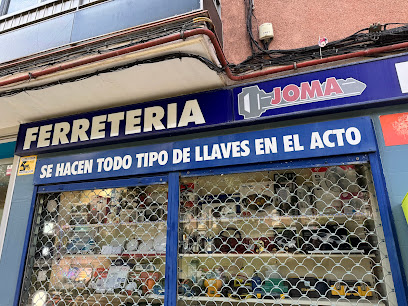 FERRETERIA
JOMA
SE HACEN TODO TIPO DE LLAVES EN EL ACTO